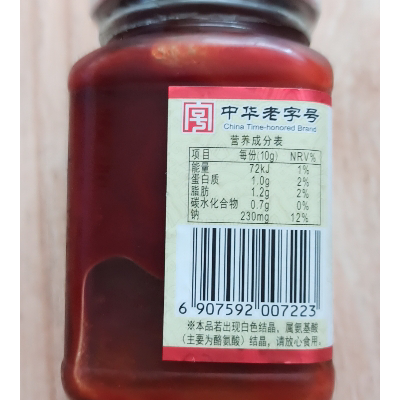 中华老字号
China Time-honored Brand
营养成分表
项目 每份(10g) NRV%
能量 72kJ 1%
蛋白质 1.0g 2%
脂肪 1.2g 2%
碳水化合物 0.7g 0%
钠 230mg 12%
6 907592 007223
※本品若出现白色结晶，属氨基酸
（主要为酪氨酸）结晶，请放心食用。